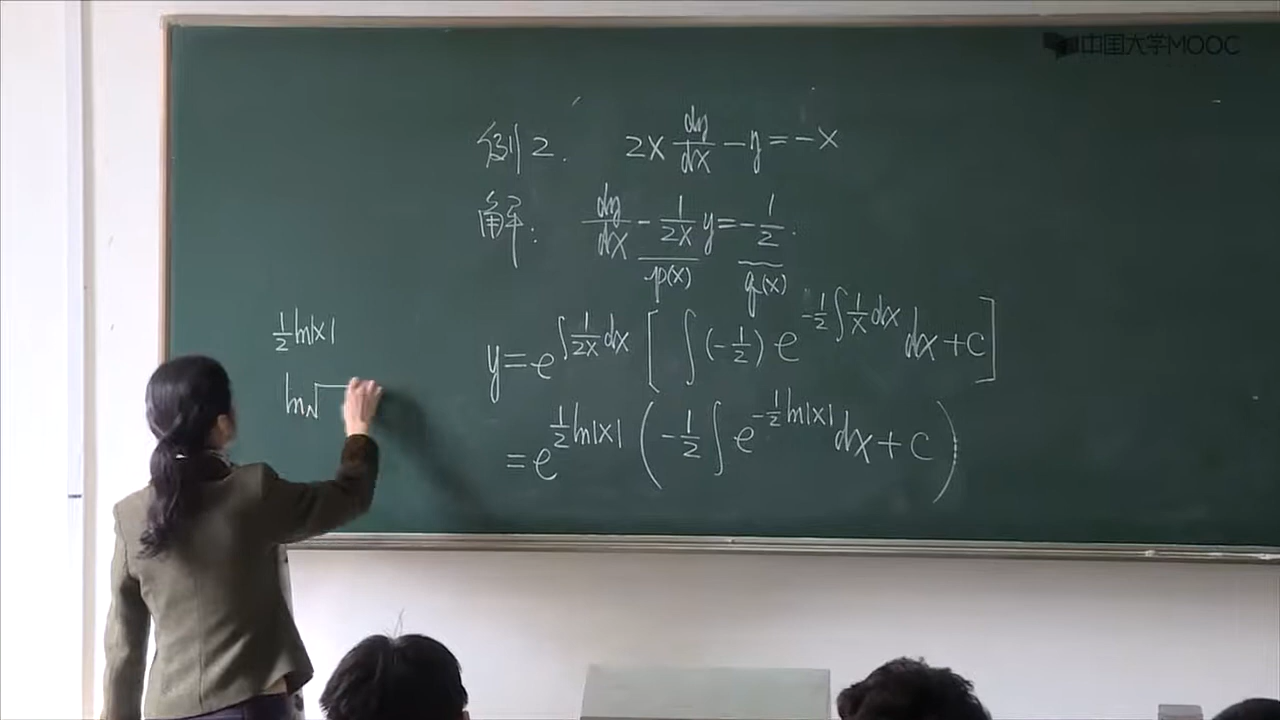 中国大学MOOC
例2. 2x dy/dx - y = -x
解: dy/dx - 1/2x y = -1/2.
p(x) q(x)
y = e^{∫ 1/2x dx} [ ∫ (-1/2) e^{-1/2 ∫ 1/x dx} dx + C ]
= e^{1/2 ln|x|} ( -1/2 ∫ e^{-1/2 ln|x|} dx + C )
1/2 ln|x|
ln√